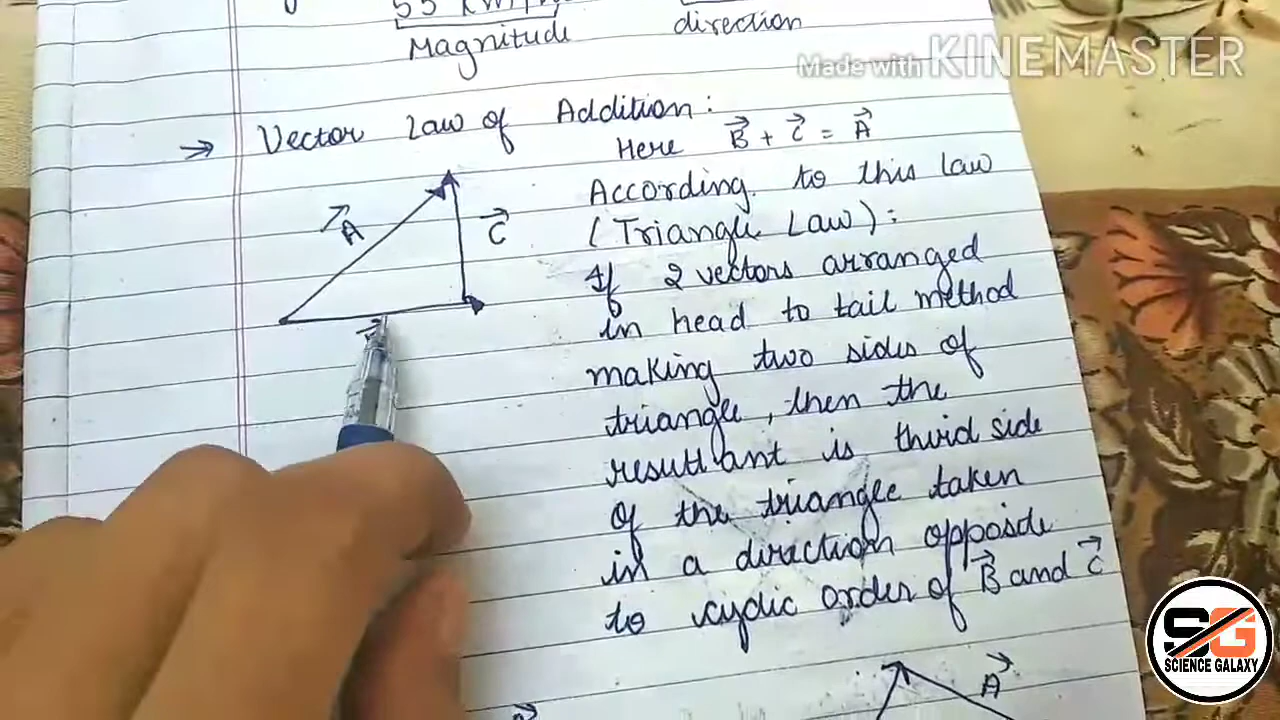 Magnitude direction
Made with KINEMASTER
→ Vector Law of Addition:
Here B⃗ + C⃗ = A⃗
According to this law
(Triangle Law):
If 2 vectors arranged
in head to tail method
making two sides of
triangle, then the
resultant is third side
of the triangle taken
in a direction opposide
to cyclic order of B⃗ and C⃗
A⃗
C⃗
A⃗
SG
SCIENCE GALAXY